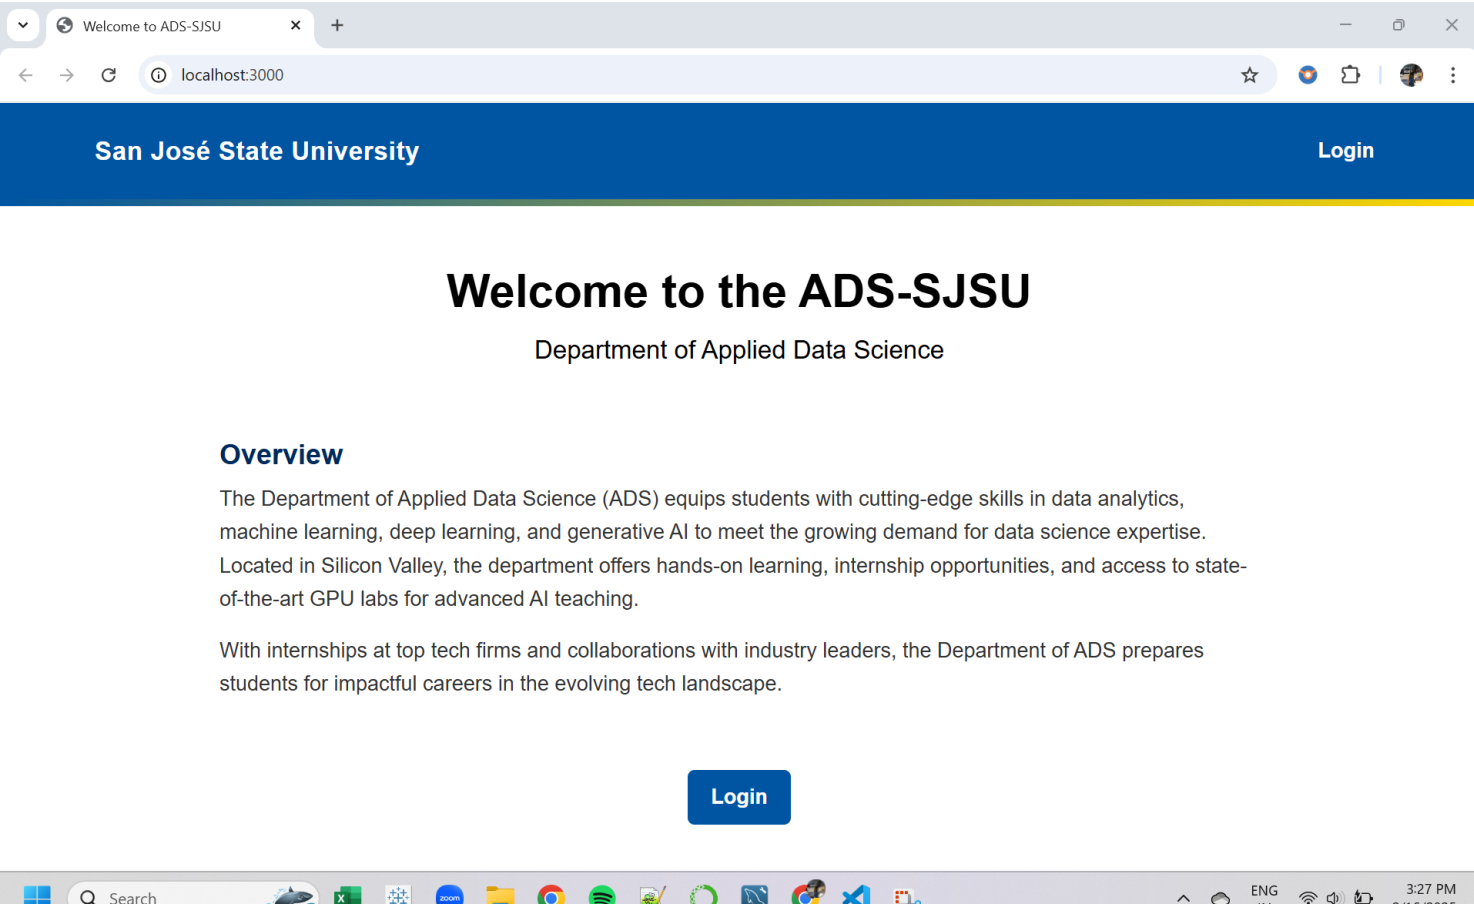 Welcome to ADS-SJSU
localhost:3000
San José State University
Login
Welcome to the ADS-SJSU
Department of Applied Data Science
Overview
The Department of Applied Data Science (ADS) equips students with cutting-edge skills in data analytics,
machine learning, deep learning, and generative AI to meet the growing demand for data science expertise.
Located in Silicon Valley, the department offers hands-on learning, internship opportunities, and access to state-
of-the-art GPU labs for advanced AI teaching.
With internships at top tech firms and collaborations with industry leaders, the Department of ADS prepares
students for impactful careers in the evolving tech landscape.
Login
Search
zoom
ENG
3:27 PM